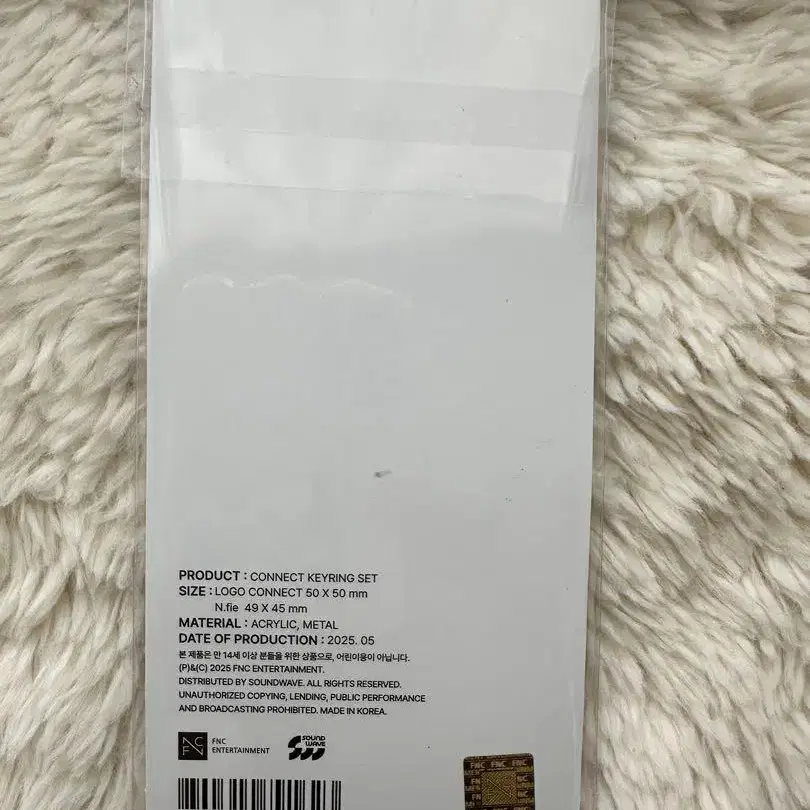 PRODUCT : CONNECT KEYRING SET
SIZE : LOGO CONNECT 50 X 50 mm
N.fie 49 X 45 mm
MATERIAL : ACRYLIC, METAL
DATE OF PRODUCTION : 2025. 05
본 제품은 만 14세 이상 분들을 위한 상품으로, 어린이용이 아닙니다.
(P)&(C) 2025 FNC ENTERTAINMENT.
DISTRIBUTED BY SOUNDWAVE. ALL RIGHTS RESERVED.
UNAUTHORIZED COPYING, LENDING, PUBLIC PERFORMANCE
AND BROADCASTING PROHIBITED. MADE IN KOREA.
FNC
ENTERTAINMENT
SOUND
WAVE
FNC FNC FNC